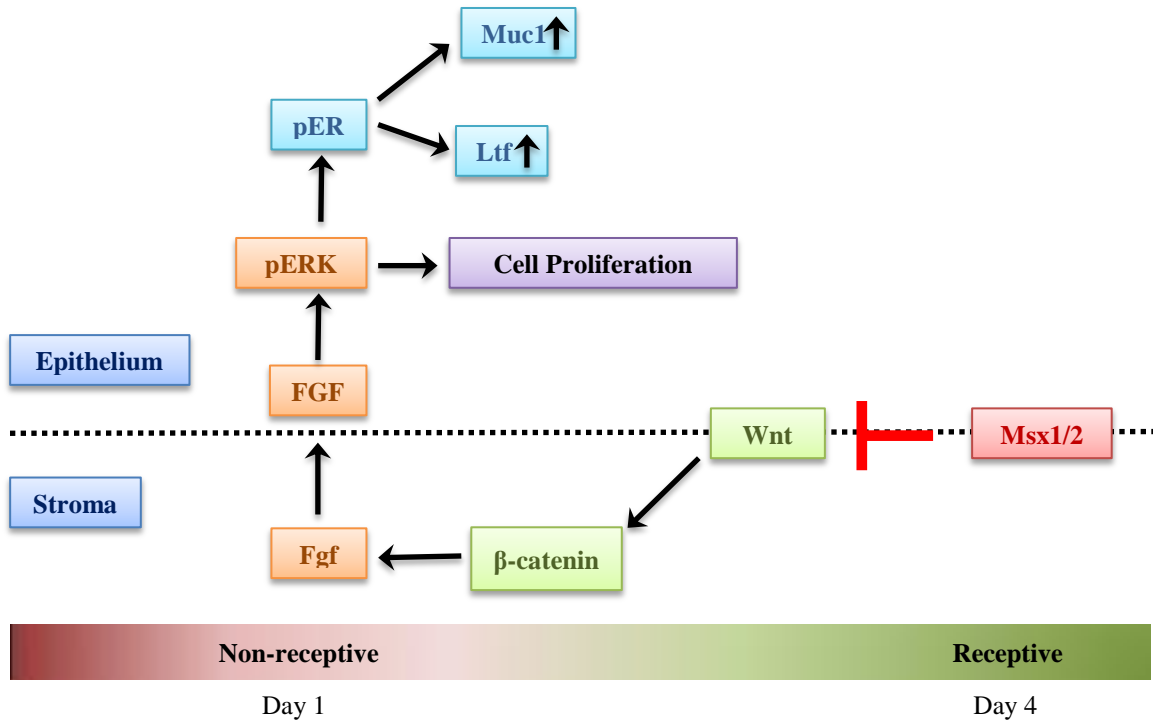 Muc1
pER
Ltf
pERK
Cell Proliferation
Epithelium
FGF
Wnt
Msx1/2
Stroma
Fgf
β-catenin
Non-receptive
Receptive
Day 1
Day 4